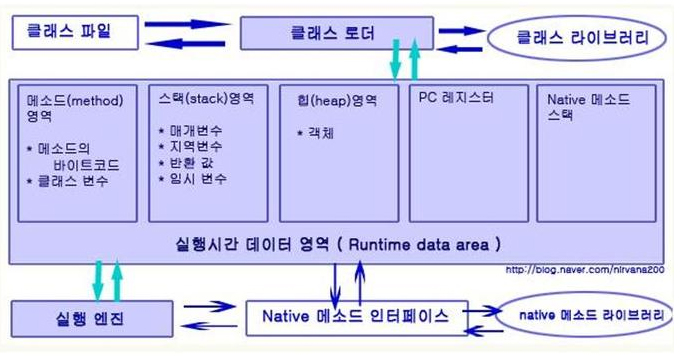 클래스 파일
클래스 로더
클래스 라이브러리
메소드(method)
영역
* 메소드의
바이트코드
* 클래스 변수
스택(stack)영역
* 매개변수
* 지역변수
* 반환 값
* 임시 변수
힙(heap)영역
* 객체
PC 레지스터
Native 메소드
스택
실행시간 데이터 영역 ( Runtime data area )
http://blog.naver.com/nirvana200
실행 엔진
Native 메소드 인터페이스
native 메소드 라이브러리